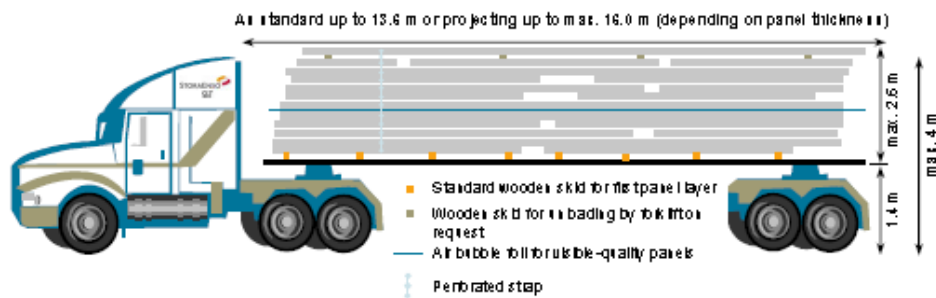 As standard up to 13.6 m or projecting up to max. 16.0 m (depending on panel thickness)
STORAENSO
max. 2.6 m
max. 4 m
1.4 m
Standard wooden skid for first panel layer
Wooden skid for unloading by forklift on
request
Air bubble foil for visible-quality panels
Perforated strap